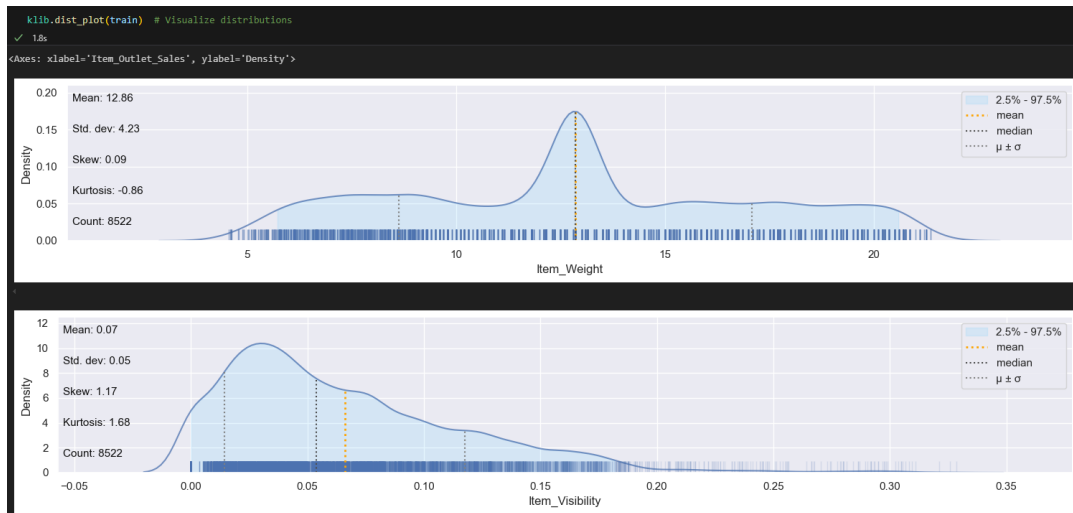 klib.dist_plot(train)  # Visualize distributions
✓ 1.8s
<Axes: xlabel='Item_Outlet_Sales', ylabel='Density'>
0.20
0.15
0.10
0.05
0.00
Density
Mean: 12.86
Std. dev: 4.23
Skew: 0.09
Kurtosis: -0.86
Count: 8522
2.5% - 97.5%
mean
median
μ ± σ
5 10 15 20
Item_Weight
12
10
8
6
4
2
0
Density
Mean: 0.07
Std. dev: 0.05
Skew: 1.17
Kurtosis: 1.68
Count: 8522
2.5% - 97.5%
mean
median
μ ± σ
−0.05 0.00 0.05 0.10 0.15 0.20 0.25 0.30 0.35
Item_Visibility